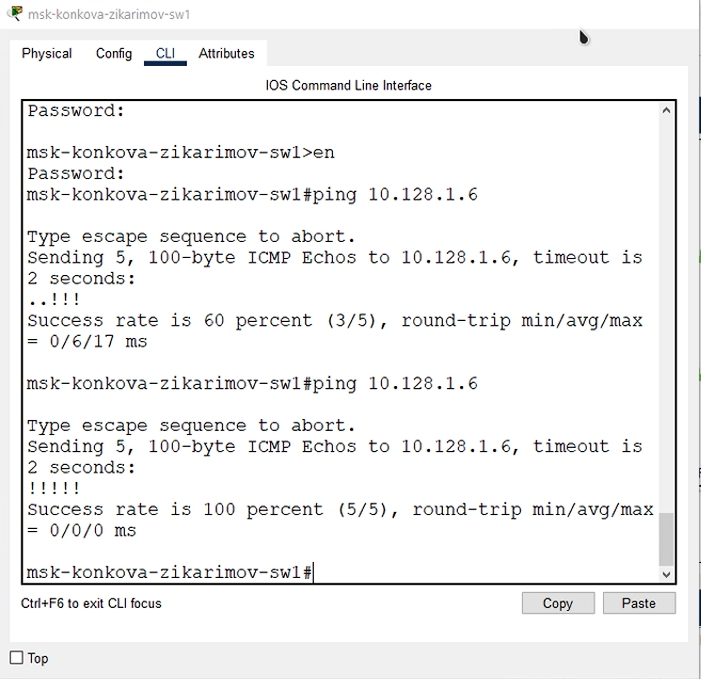 msk-konkova-zikarimov-sw1
Physical Config CLI Attributes
IOS Command Line Interface
Password:
msk-konkova-zikarimov-sw1>en
Password:
msk-konkova-zikarimov-sw1#ping 10.128.1.6
Type escape sequence to abort.
Sending 5, 100-byte ICMP Echos to 10.128.1.6, timeout is
2 seconds:
..!!!
Success rate is 60 percent (3/5), round-trip min/avg/max
= 0/6/17 ms
msk-konkova-zikarimov-sw1#ping 10.128.1.6
Type escape sequence to abort.
Sending 5, 100-byte ICMP Echos to 10.128.1.6, timeout is
2 seconds:
!!!!!
Success rate is 100 percent (5/5), round-trip min/avg/max
= 0/0/0 ms
msk-konkova-zikarimov-sw1#
Ctrl+F6 to exit CLI focus Copy Paste
Top